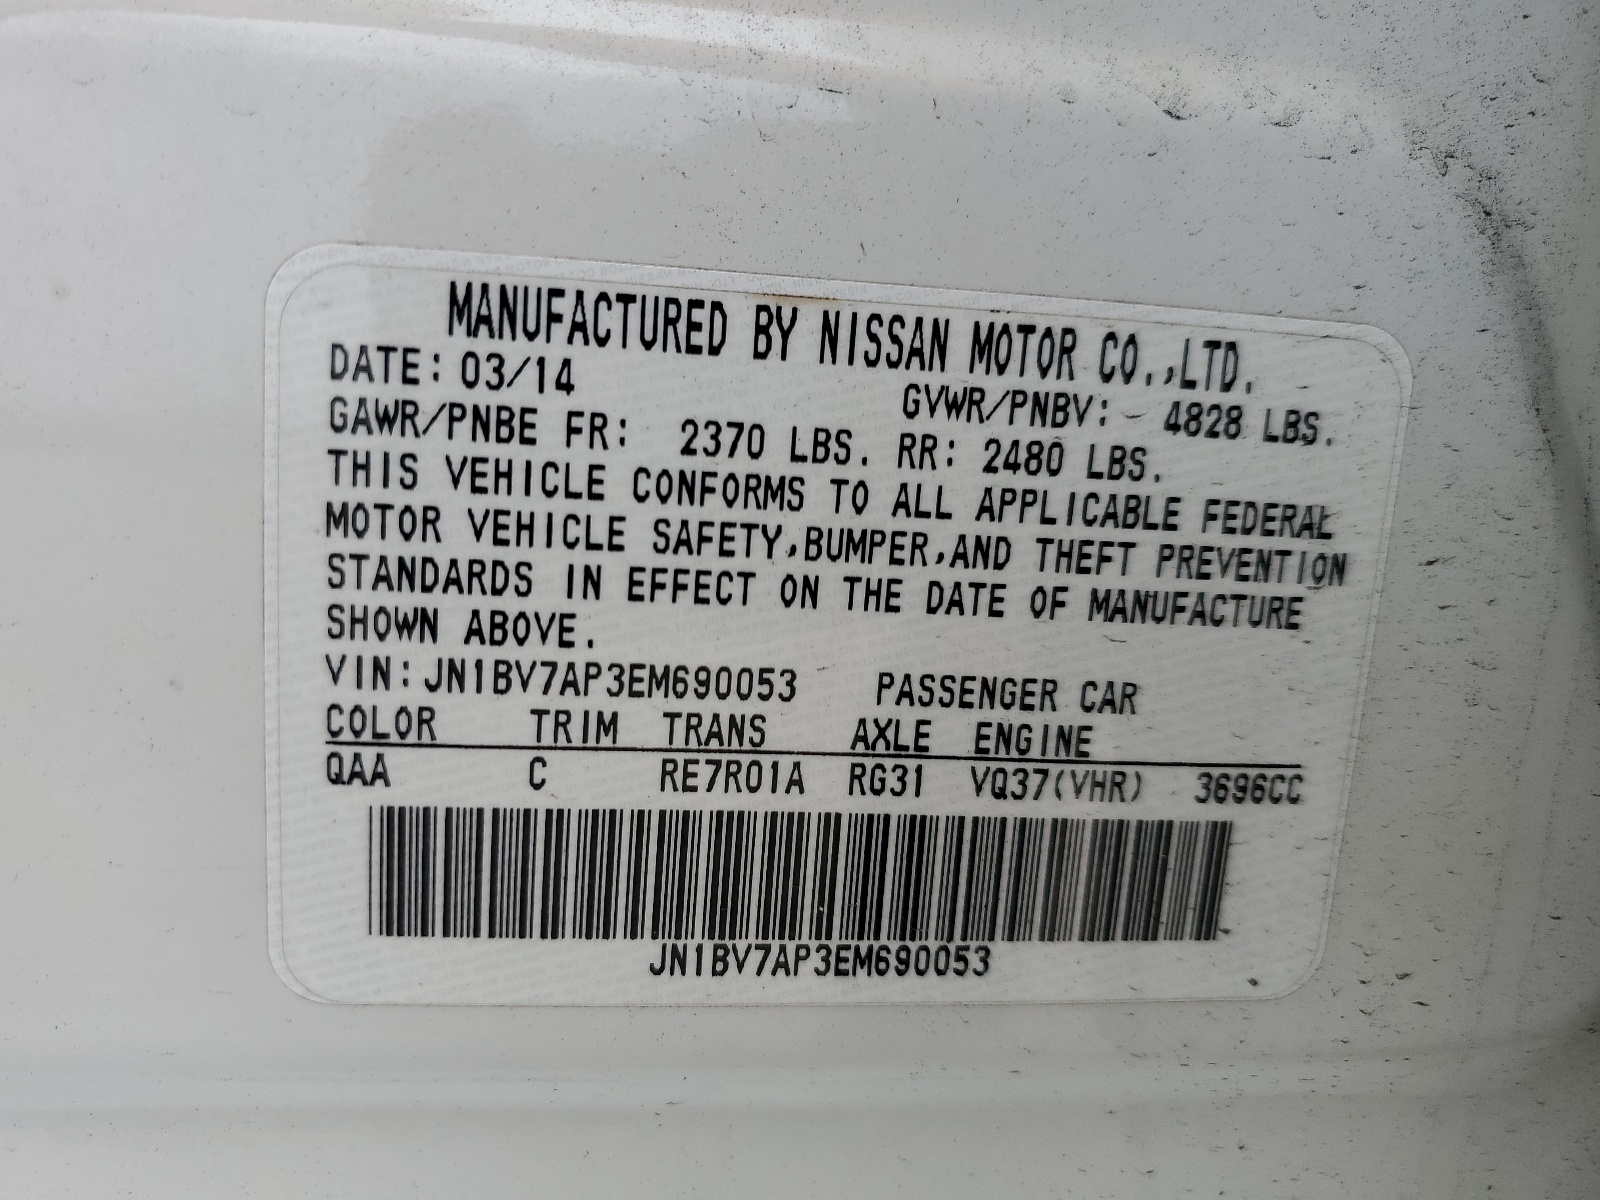 MANUFACTURED BY NISSAN MOTOR CO.,LTD.
DATE: 03/14 GVWR/PNBV: 4828 LBS.
GAWR/PNBE FR: 2370 LBS. RR: 2480 LBS.
THIS VEHICLE CONFORMS TO ALL APPLICABLE FEDERAL
MOTOR VEHICLE SAFETY,BUMPER,AND THEFT PREVENTION
STANDARDS IN EFFECT ON THE DATE OF MANUFACTURE
SHOWN ABOVE.
VIN:JN1BV7AP3EM690053 PASSENGER CAR
COLOR TRIM TRANS AXLE ENGINE
QAA C RE7R01A RG31 VQ37(VHR) 3696CC
JN1BV7AP3EM690053